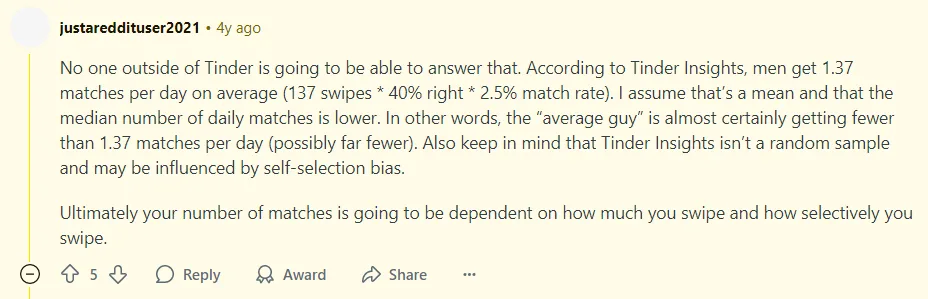 justareddituser2021 • 4y ago
No one outside of Tinder is going to be able to answer that. According to Tinder Insights, men get 1.37
matches per day on average (137 swipes * 40% right * 2.5% match rate). I assume that’s a mean and that the
median number of daily matches is lower. In other words, the “average guy” is almost certainly getting fewer
than 1.37 matches per day (possibly far fewer). Also keep in mind that Tinder Insights isn’t a random sample
and may be influenced by self-selection bias.
Ultimately your number of matches is going to be dependent on how much you swipe and how selectively you
swipe.
5 Reply Award Share ...